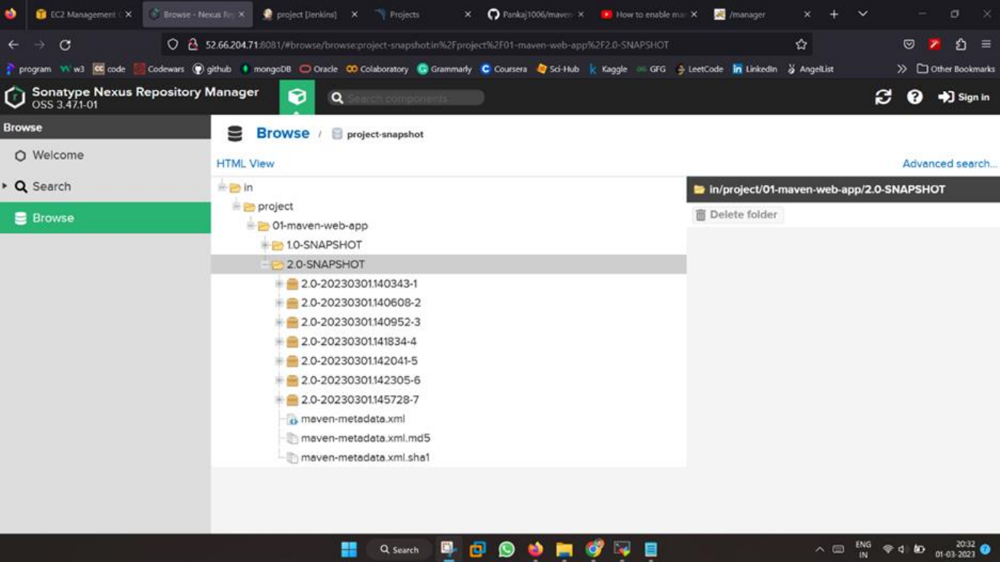 EC2 Management C
Browse - Nexus Rep
project [Jenkins]
Projects
Pankaj1006/maven-
How to enable man
/manager
52.66.204.71:8081/#browse/browse:project-snapshot:in%2Fproject%2F01-maven-web-app%2F2.0-SNAPSHOT
program w3 code Codewars github mongoDB Oracle Colaboratory Grammarly Coursera Sci-Hub Kaggle GFG LeetCode LinkedIn AngelList Other Bookmarks
Sonatype Nexus Repository Manager
OSS 3.47.1-01
Search components
Sign in
Browse
Welcome
Search
Browse
Browse / project-snapshot
HTML View
Advanced search...
in
project
01-maven-web-app
1.0-SNAPSHOT
2.0-SNAPSHOT
2.0-20230301.140343-1
2.0-20230301.140608-2
2.0-20230301.140952-3
2.0-20230301.141834-4
2.0-20230301.142041-5
2.0-20230301.142305-6
2.0-20230301.145728-7
maven-metadata.xml
maven-metadata.xml.md5
maven-metadata.xml.sha1
in/project/01-maven-web-app/2.0-SNAPSHOT
Delete folder
Search
ENG
IN
20:32
01-03-2023